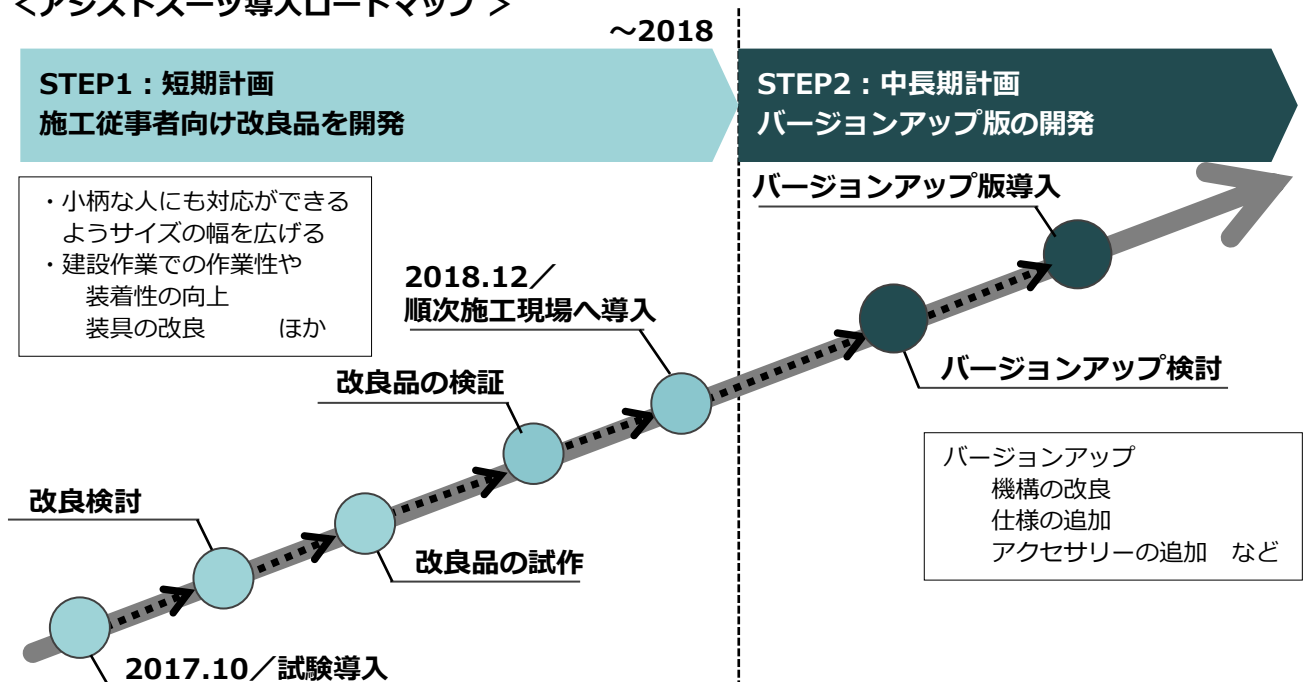 ＜アシストスーツ導入ロードマップ ＞
～2018
STEP1：短期計画
施工従事者向け改良品を開発
STEP2：中長期計画
バージョンアップ版の開発
・小柄な人にも対応ができる
ようサイズの幅を広げる
・建設作業での作業性や
装着性の向上
装具の改良　　ほか
バージョンアップ版導入
2018.12／
順次施工現場へ導入
バージョンアップ検討
改良品の検証
バージョンアップ
機構の改良
仕様の追加
アクセサリーの追加　など
改良検討
改良品の試作
2017.10／試験導入